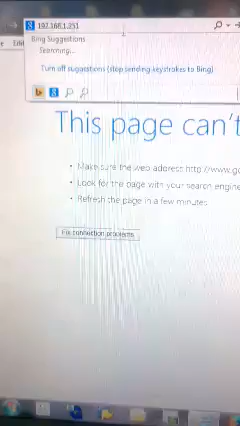 192.168.1.251
Bing Suggestions
Searching...
Turn off suggestions (stop sending keystrokes to Bing)
This page can't
• Make sure the web address http://www.go
• Look for the page with your search engine
• Refresh the page in a few minutes
Fix connection problems